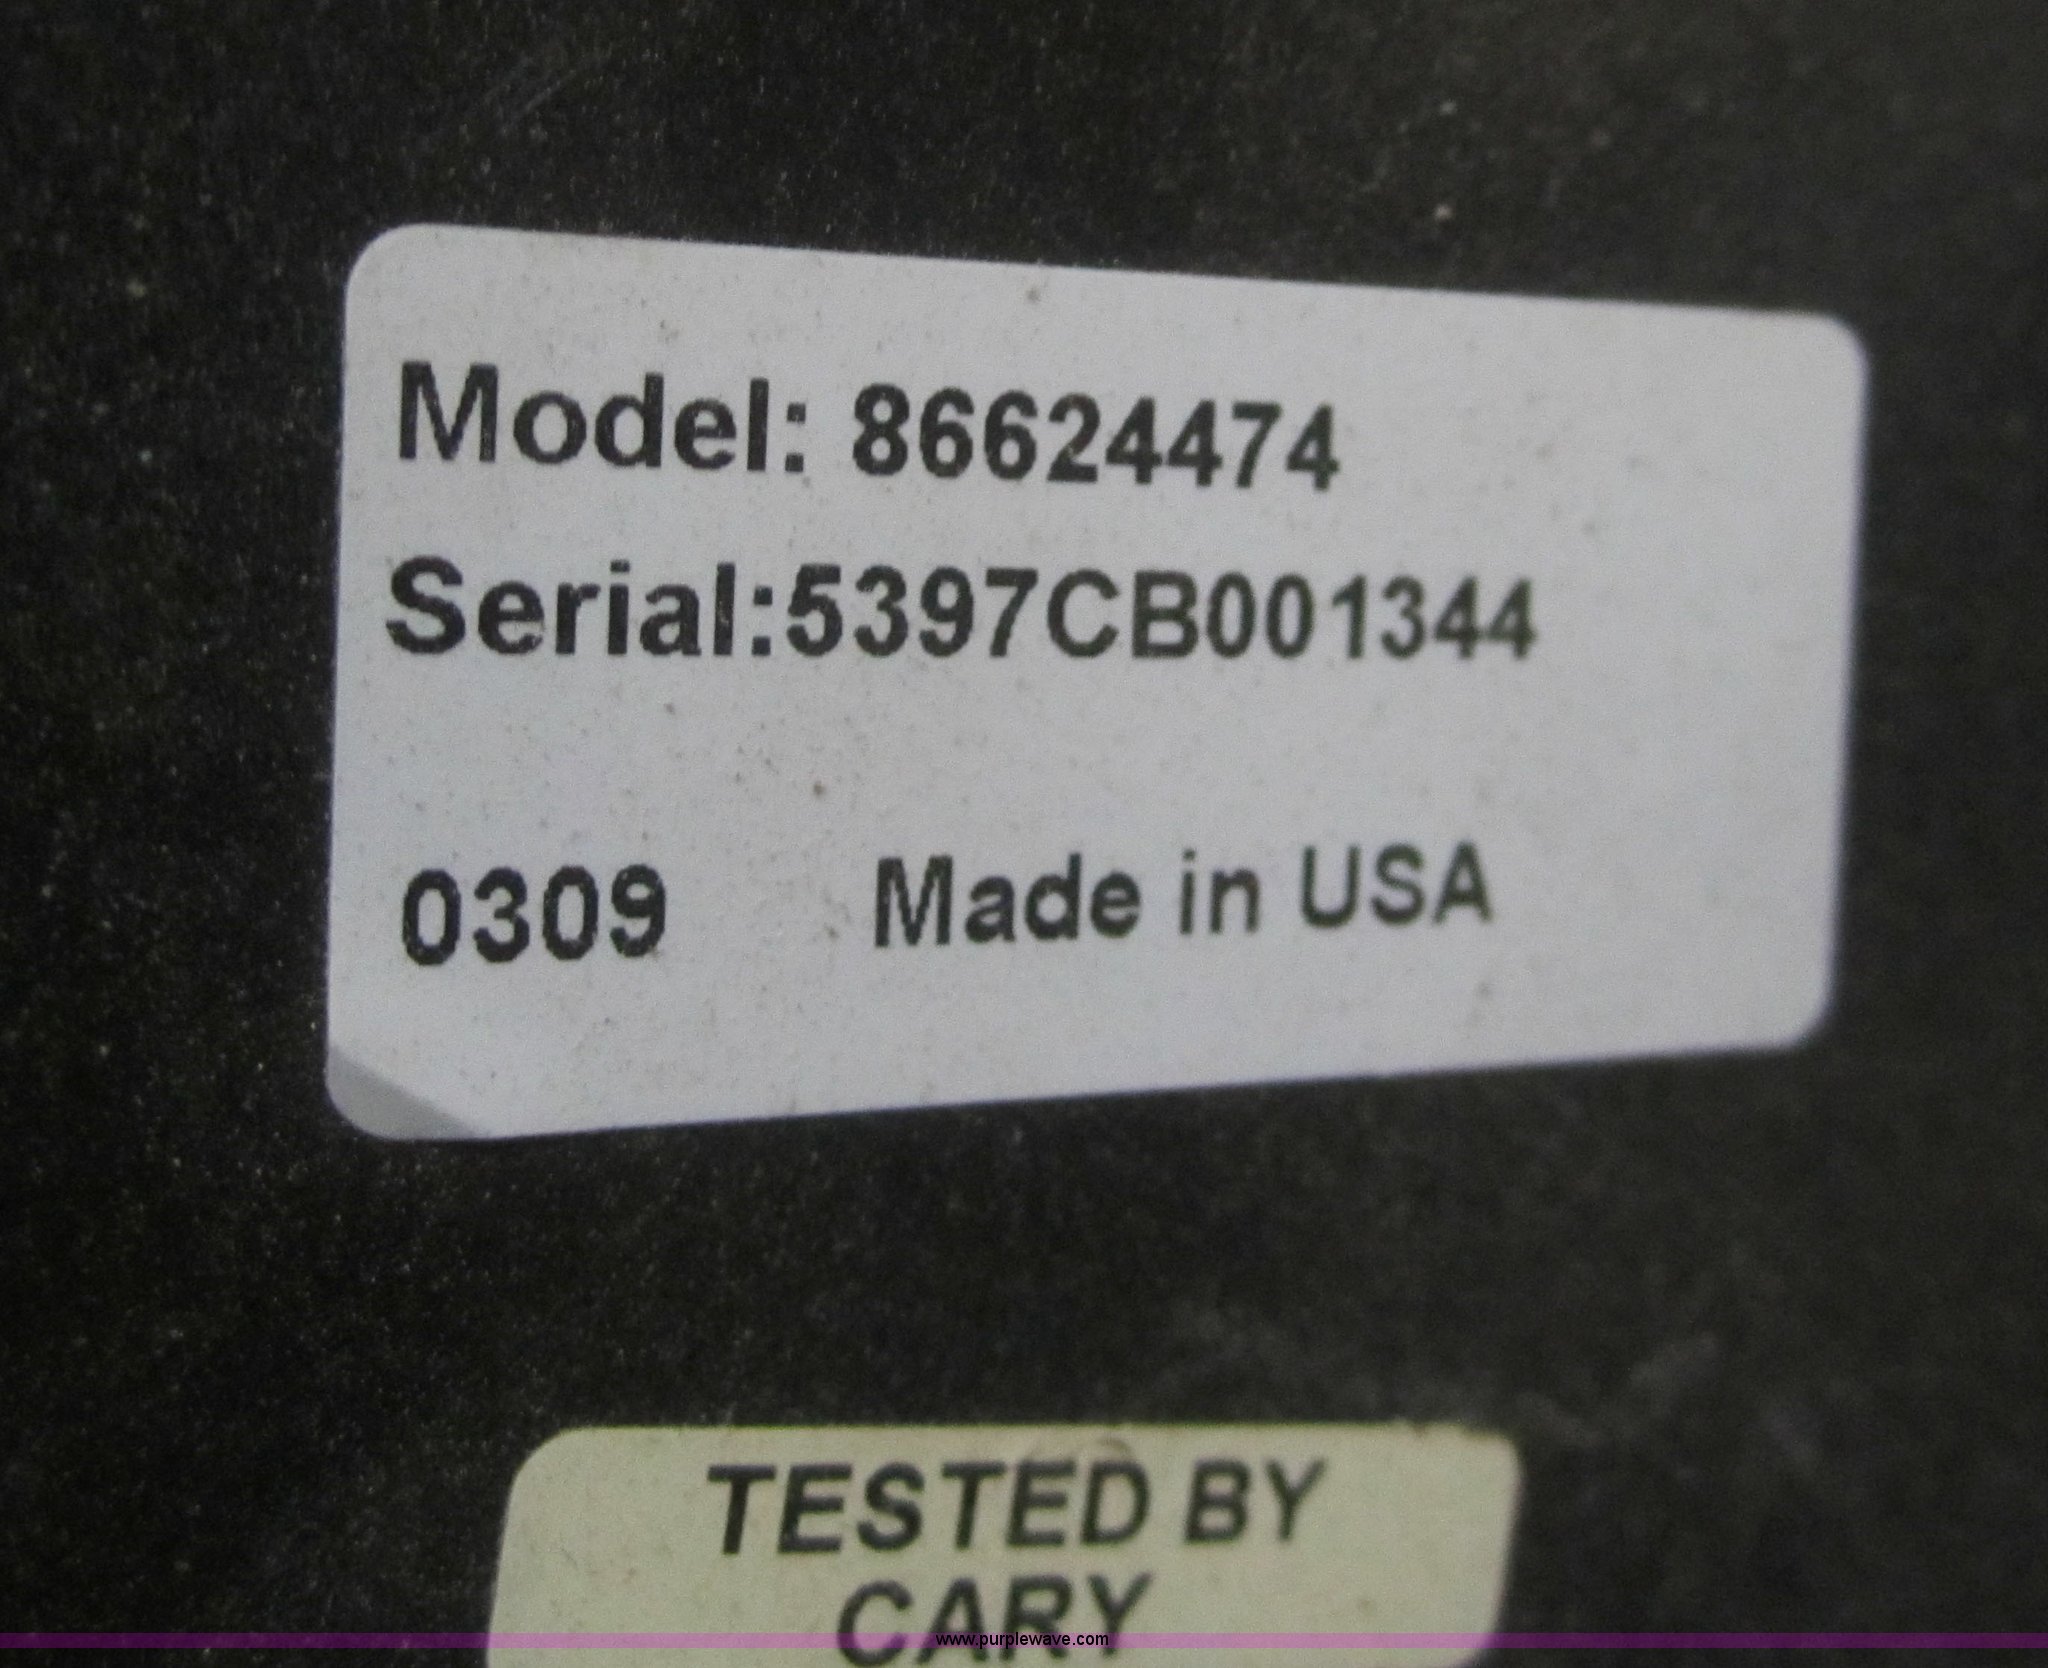 Model: 86624474
Serial:5397CB001344
0309 Made in USA
TESTED BY
CARY
www.purplewave.com